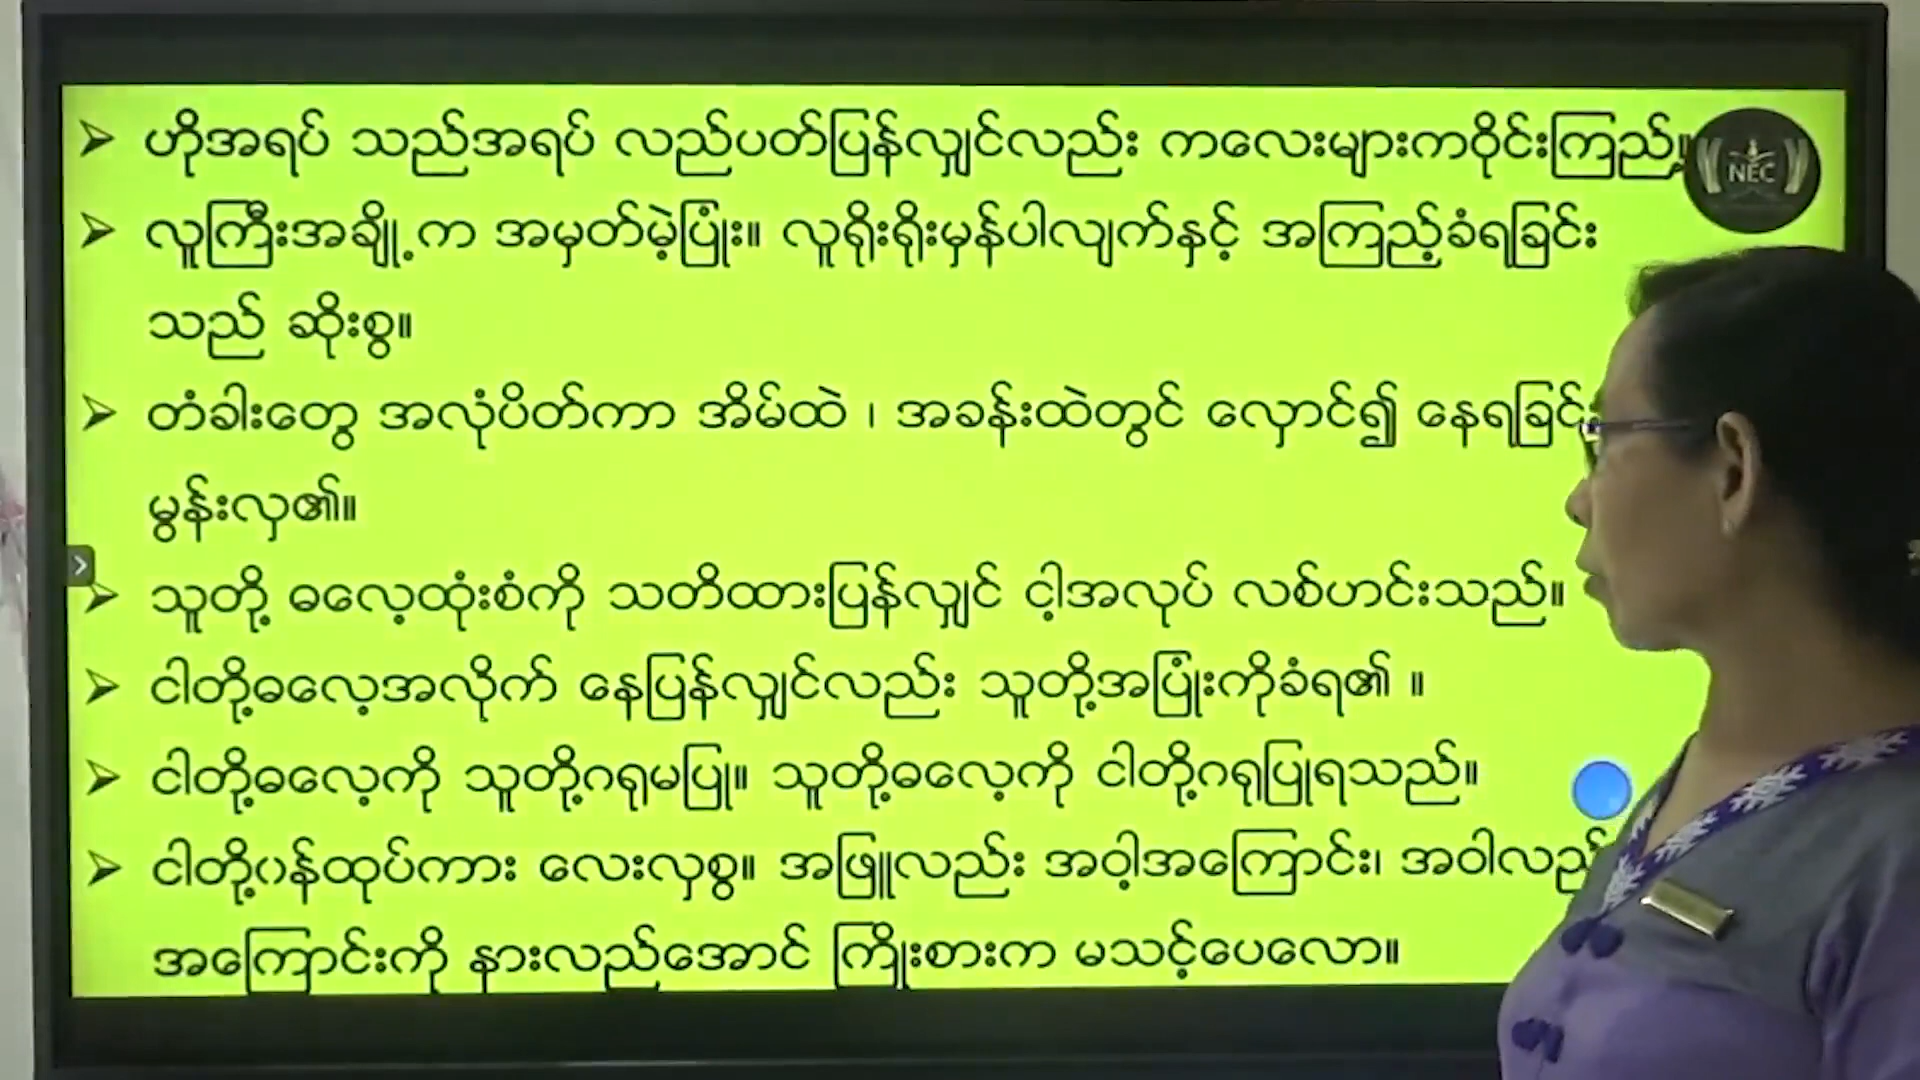 ဟိုအရပ် သည်အရပ် လည်ပတ်ပြန်လျှင်လည်း ကလေးများကဝိုင်းကြည့်။
NEC
လူကြီးအချို့က အမှတ်မဲ့ပြုံး။ လူရိုးရိုးမှန်ပါလျက်နှင့် အကြည့်ခံရခြင်း
သည် ဆိုးစွ။
တံခါးတွေ အလုံပိတ်ကာ အိမ်ထဲ ၊ အခန်းထဲတွင် လှောင်၍ နေရခြင်း
မွန်းလှ၏။
သူတို့ ဓလေ့ထုံးစံကို သတိထားပြန်လျှင် ငါ့အလုပ် လစ်ဟင်းသည်။
ငါတို့ဓလေ့အလိုက် နေပြန်လျှင်လည်း သူတို့အပြုံးကိုခံရ၏ ။
ငါတို့ဓလေ့ကို သူတို့ဂရုမပြု။ သူတို့ဓလေ့ကို ငါတို့ဂရုပြုရသည်။
ငါတို့ဝန်ထုပ်ကား လေးလှစွ။ အဖြူလည်း အဝါ့အကြောင်း၊ အဝါလည်း
အကြောင်းကို နားလည်အောင် ကြိုးစားက မသင့်ပေလော။